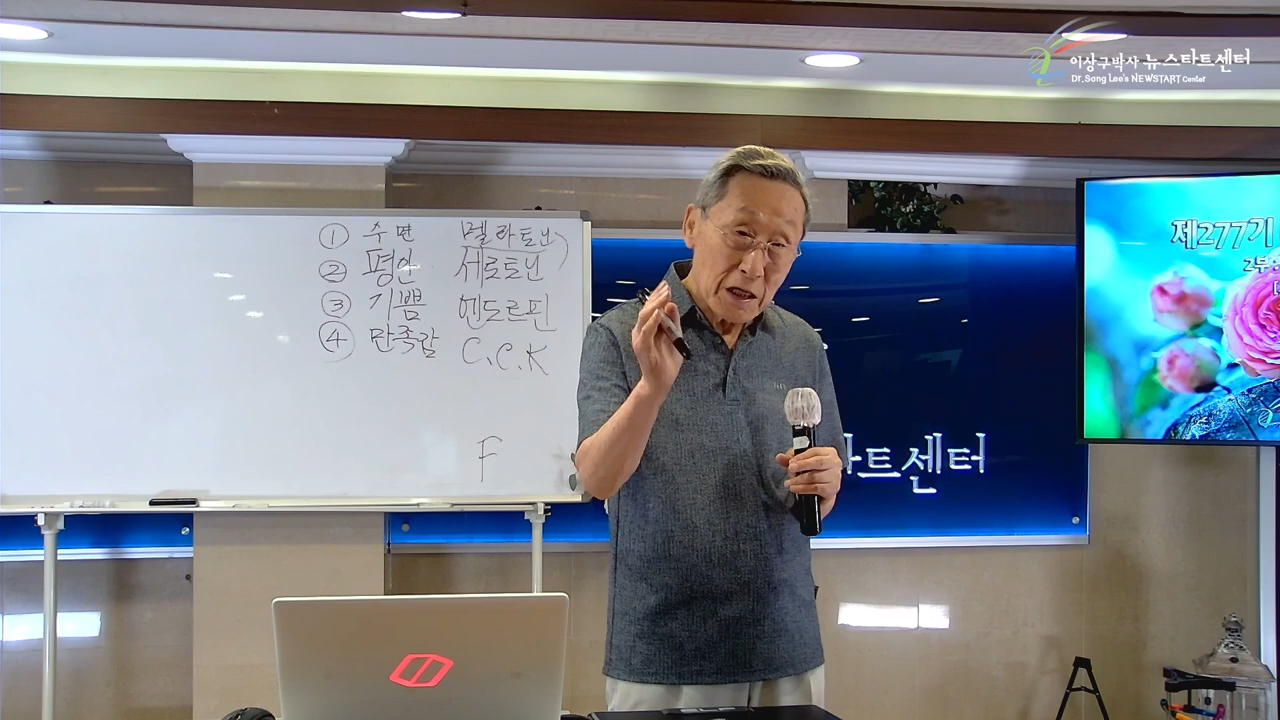 이상구박사 뉴스타트센터
Dr. Sang Lee's NEWSTART Center
① 수면 멜라토닌
② 평안 세로토닌
③ 기쁨 엔도르핀
④ 만족감 C.C.K
F
제277기
타트센터